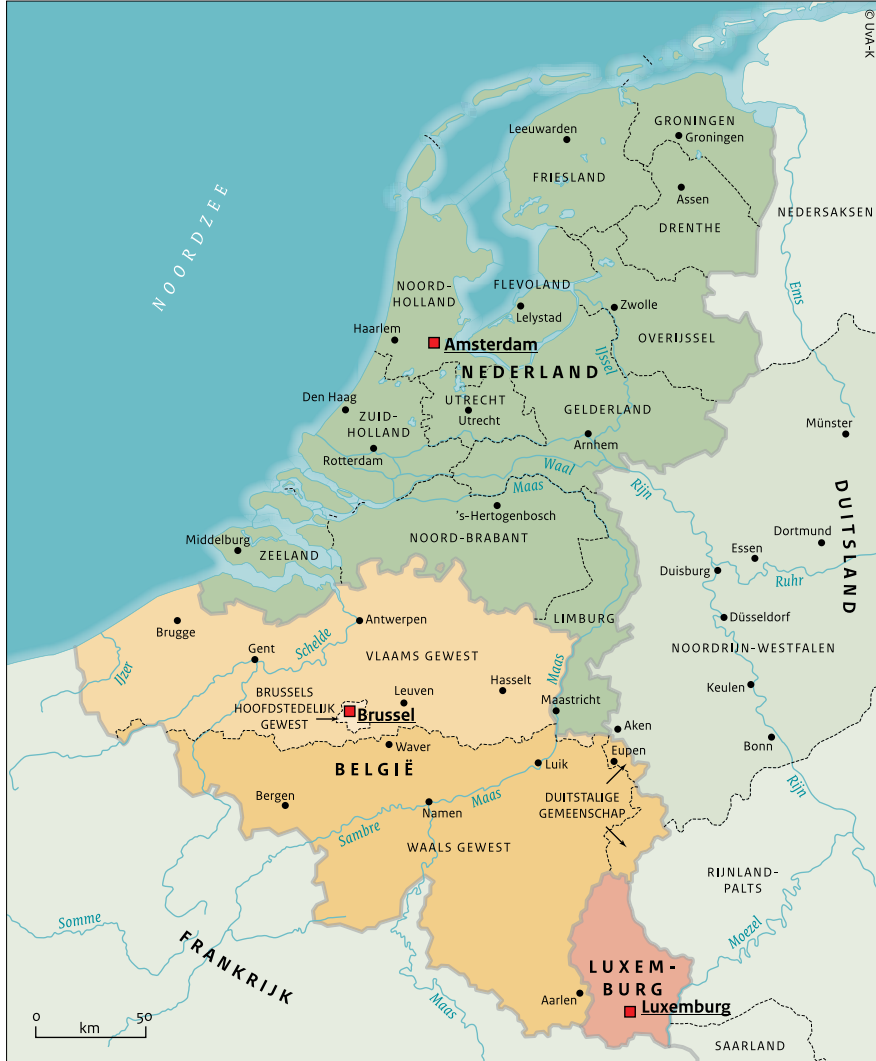 © UvA-K
GRONINGEN
Groningen
Leeuwarden
FRIESLAND
Assen
DRENTHE
NEDERSAKSEN
NOORDZEE
Ems
NOORD-
HOLLAND
FLEVOLAND
Lelystad
Zwolle
OVERIJSSEL
Haarlem
Amsterdam
IJssel
NEDERLAND
Den Haag
ZUID-
HOLLAND
UTRECHT
Utrecht
GELDERLAND
Arnhem
Münster
Rotterdam
Waal
Maas
Rijn
's-Hertogenbosch
NOORD-BRABANT
DUITSLAND
Middelburg
ZEELAND
Dortmund
Essen
Duisburg
Ruhr
Brugge
Antwerpen
LIMBURG
Düsseldorf
Gent
Schelde
VLAAMS GEWEST
NOORDRIJN-WESTFALEN
IJzer
Maas
Hasselt
Leuven
Keulen
BRUSSELS
HOOFDSTEDELIJK
GEWEST
Brussel
Maastricht
Aken
Waver
Eupen
Bonn
BELGIË
Luik
Rijn
Bergen
Namen
Maas
DUITSTALIGE
GEMEENSCHAP
Sambre
WAALS GEWEST
RIJNLAND-
PALTS
Somme
Moezel
FRANKRIJK
LUXEM-
BURG
Maas
Aarlen
Luxemburg
0 50
km
SAARLAND